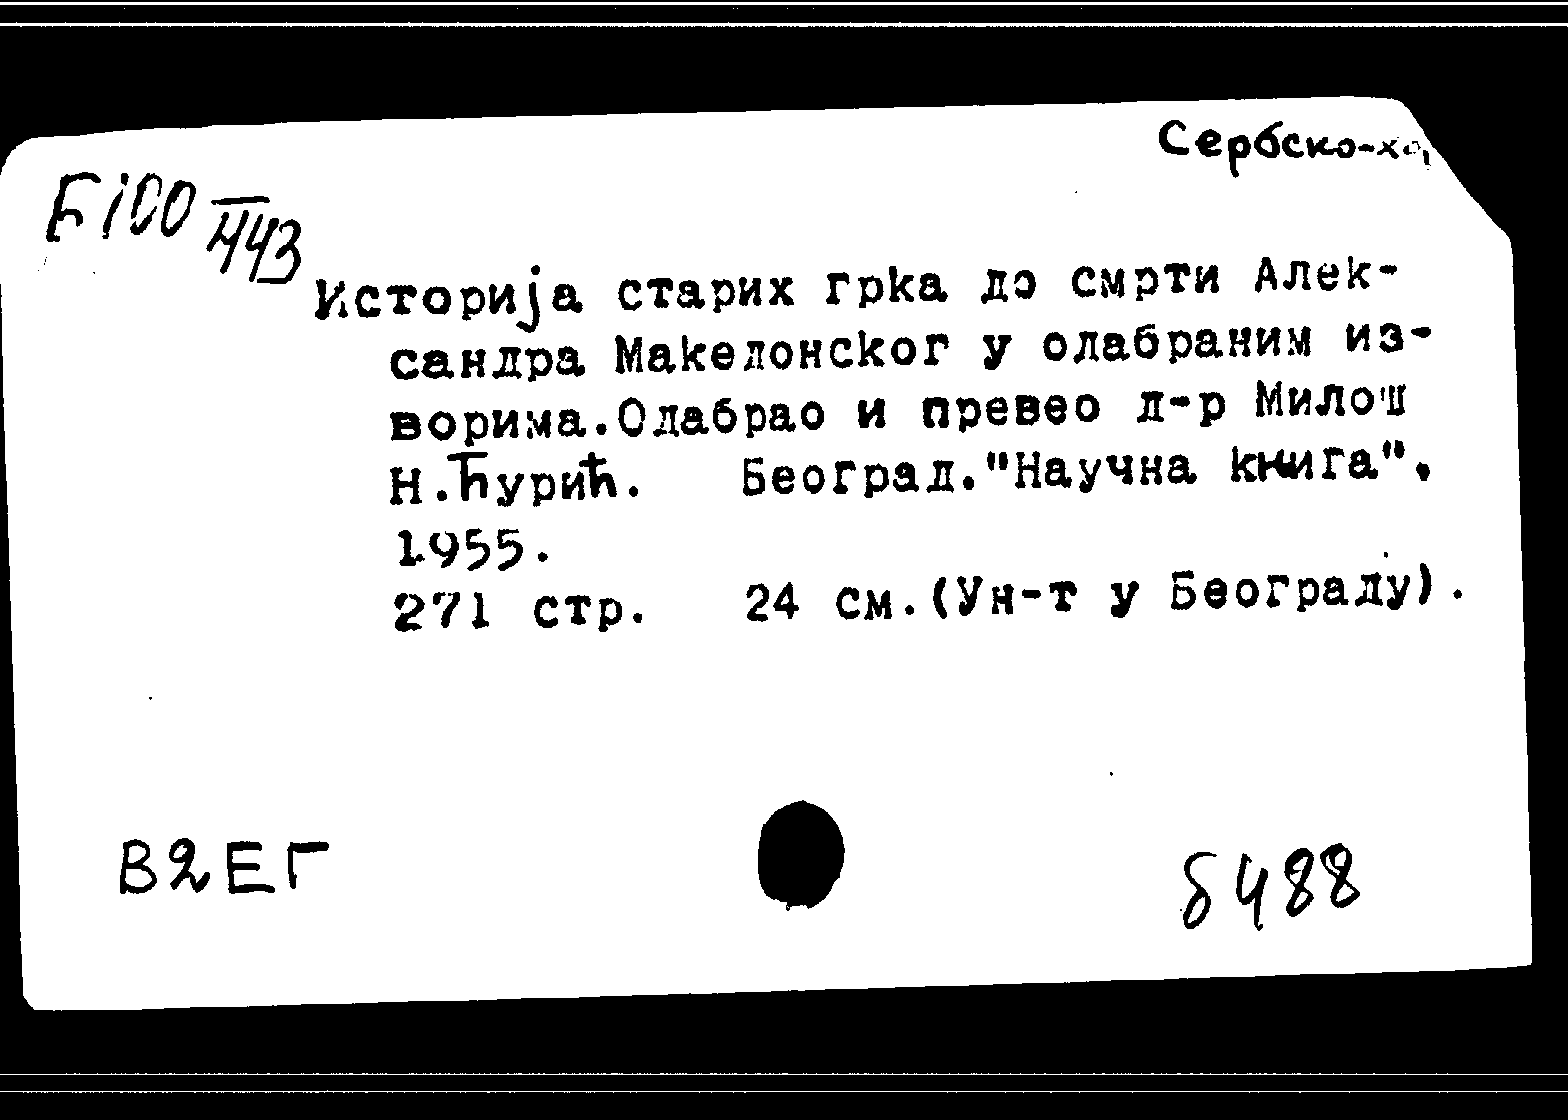 Сербско-хо
Б100
443
Историја старих грка до смрти Алек-
сандра Македонског у одабраним из-
ворима.Одабрао и превео д-р Милош
Н.Ђурић. Београд."Научна књига".
1955.
271 стр. 24 см.(Ун-т у Београду).
В2ЕГ
8488